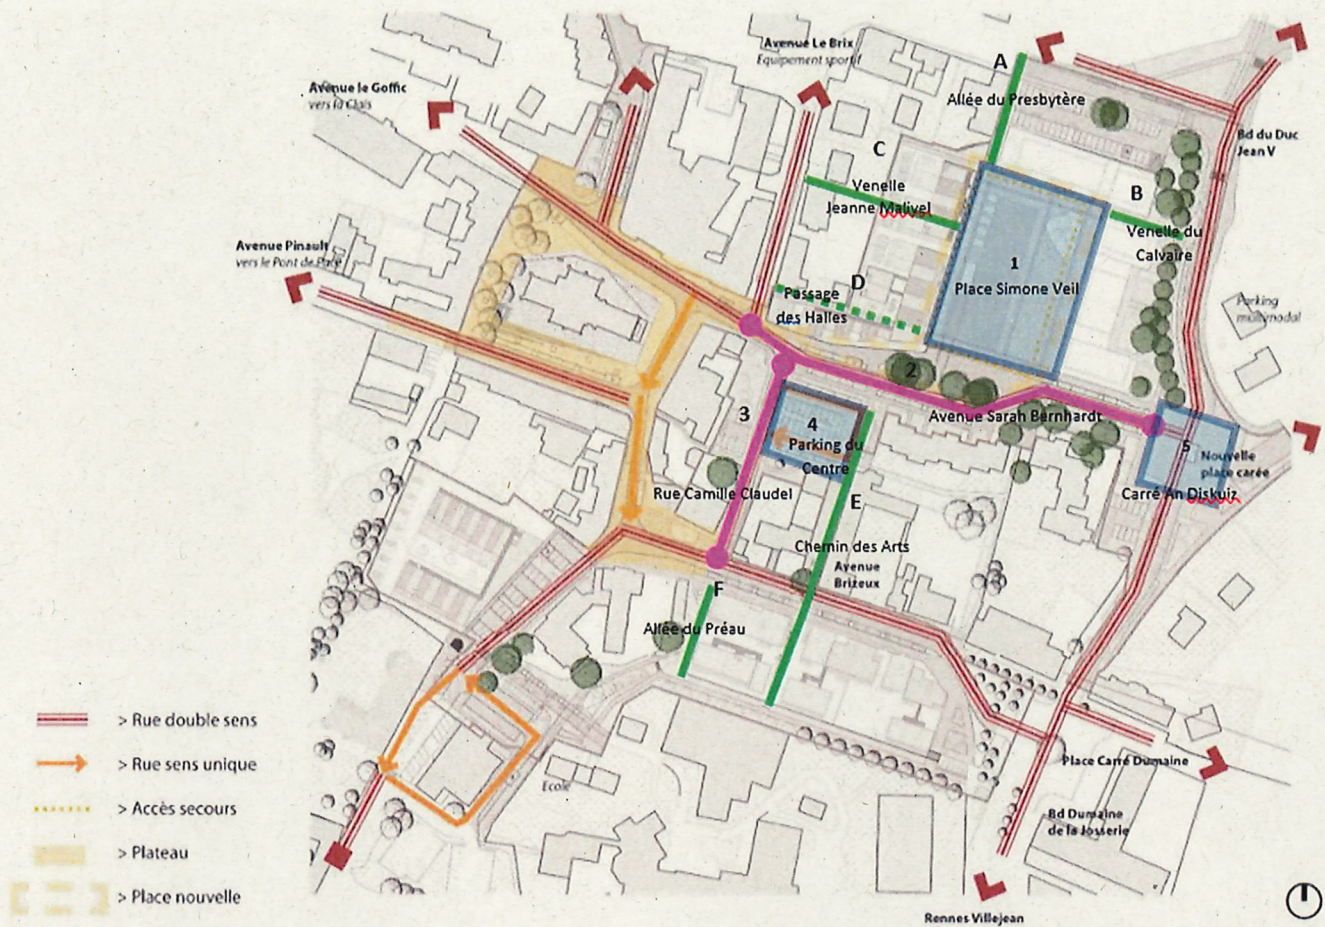 Avenue Le Brix
Equipement sportif
A
Allée du Presbytère
Avenue le Goffic
vers la Clais
Bd du Duc
Jean V
C
B
Venelle
Jeanne Malivel
Venelle du
Calvaire
Avenue Pinault
vers le Pont de Pacé
1
Place Simone Veil
D
Passage
des Halles
Parking
multimodal
2
3
4
Avenue Sarah Bernhardt
Parking du
Centre
5
Nouvelle
place carée
Rue Camille Claudel
Carré An Diskuiz
E
Chemin des Arts
Avenue
Brizeux
F
Allée du Préau
> Rue double sens
> Rue sens unique
> Accès secours
> Plateau
> Place nouvelle
Ecole
Place Carré Dumaine
Bd Dumaine
de la Josserie
Rennes Villejean